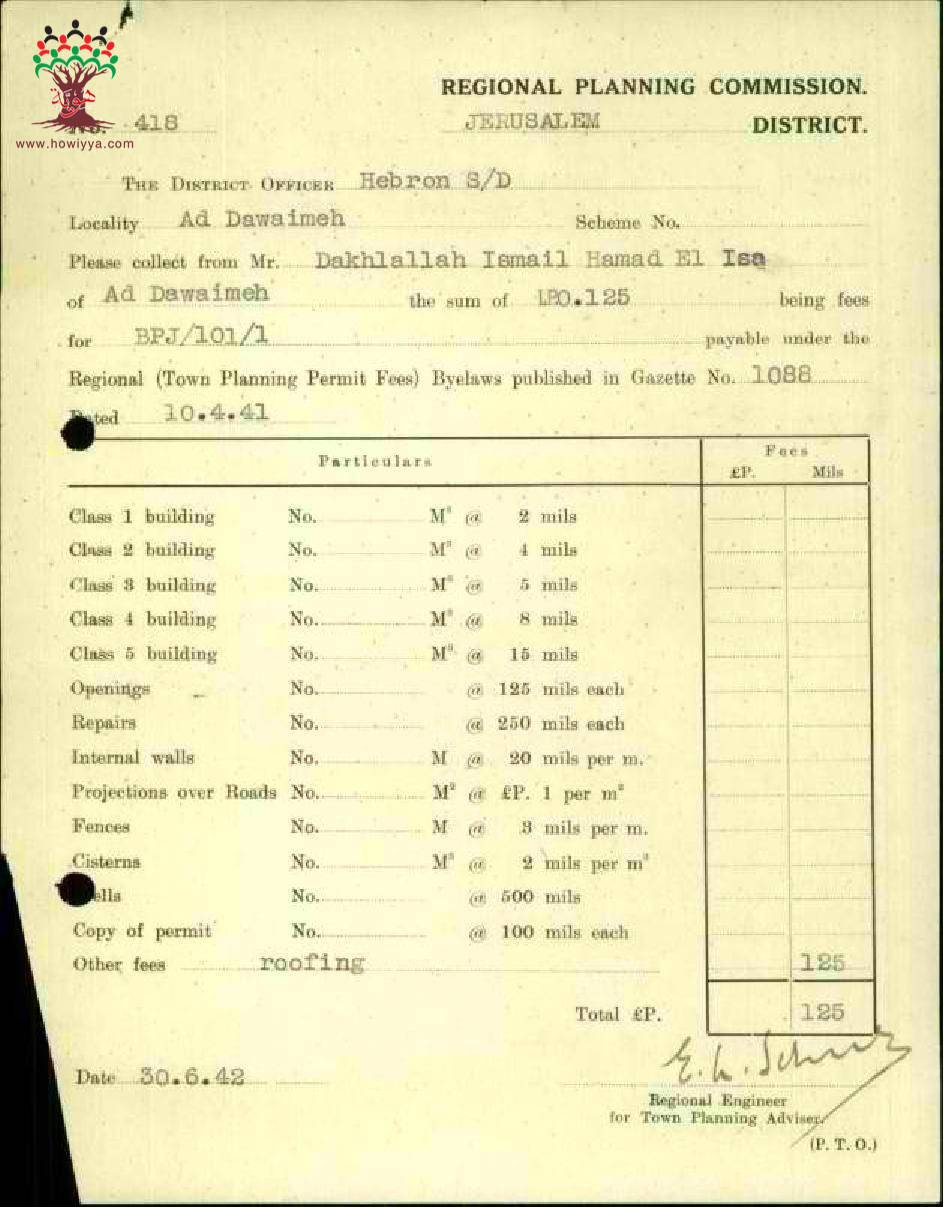 REGIONAL PLANNING COMMISSION.
No. 418 JERUSALEM DISTRICT.
www.howiyya.com
THE DISTRICT OFFICER Hebron S/D
Locality Ad Dawaimeh Scheme No.
Please collect from Mr. Dakhlallah Ismail Hamad El Isa
of Ad Dawaimeh the sum of LPO.125 being fees
for BPJ/101/1 payable under the
Regional (Town Planning Permit Fees) Byelaws published in Gazette No. 1088
Dated 10.4.41
Particulars Fees
£P. Mils
Class 1 building No. M³ @ 2 mils
Class 2 building No. M³ @ 4 mils
Class 3 building No. M³ @ 5 mils
Class 4 building No. M³ @ 8 mils
Class 5 building No. M³ @ 15 mils
Openings No. @ 125 mils each
Repairs No. @ 250 mils each
Internal walls No. M @ 20 mils per m.
Projections over Roads No. M² @ £P. 1 per m²
Fences No. M @ 3 mils per m.
Cisterns No. M³ @ 2 mils per m³
Wells No. @ 500 mils
Copy of permit No. @ 100 mils each
Other fees roofing 125
Total £P. 125
Date 30.6.42
Regional Engineer
for Town Planning Adviser.
(P. T. O.)